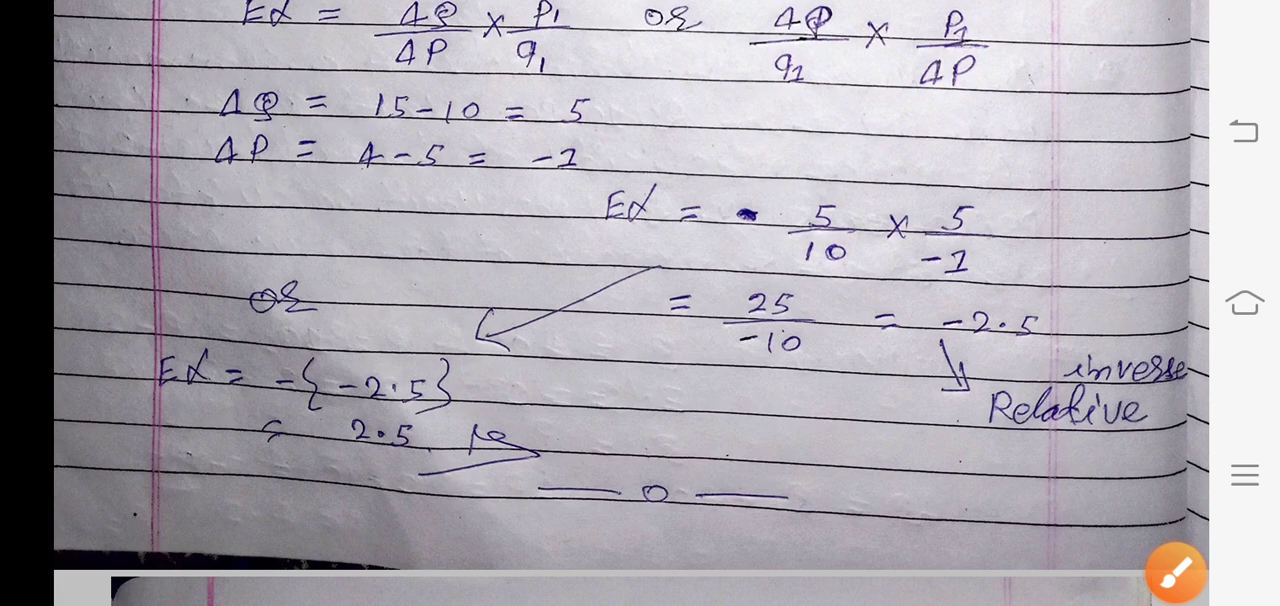 Ed = ΔQ/ΔP × P1/q1 or ΔQ/q1 × P1/ΔP
ΔQ = 15-10 = 5
ΔP = 4-5 = -1
Ed = 5/10 × 5/-1
= 25/-10 = -2.5
or
inverse
Relative
Ed = -{-2.5}
= 2.5